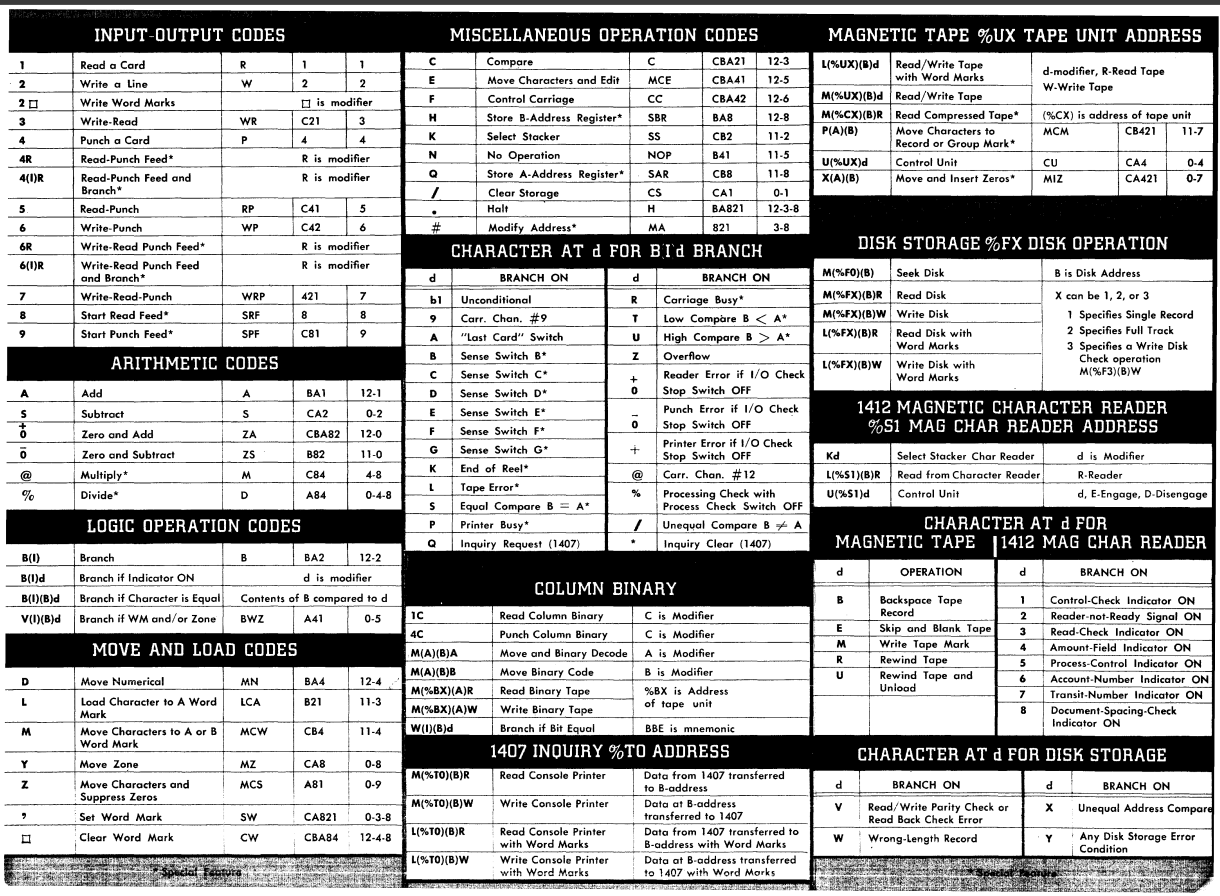 INPUT-OUTPUT CODES
1 Read a Card R 1 1
2 Write a Line W 2 2
2 □ Write Word Marks □ is modifier
3 Write-Read WR C21 3
4 Punch a Card P 4 4
4R Read-Punch Feed* R is modifier
4(I)R Read-Punch Feed and R is modifier
Branch*
5 Read-Punch RP C41 5
6 Write-Punch WP C42 6
6R Write-Read Punch Feed* R is modifier
6(I)R Write-Read Punch Feed R is modifier
and Branch*
7 Write-Read-Punch WRP 421 7
8 Start Read Feed* SRF 8 8
9 Start Punch Feed* SPF C81 9
ARITHMETIC CODES
A Add A BA1 12-1
S Subtract S CA2 0-2
+
0 Zero and Add ZA CBA82 12-0
-
0 Zero and Subtract ZS B82 11-0
@ Multiply* M C84 4-8
% Divide* D A84 0-4-8
LOGIC OPERATION CODES
B(I) Branch B BA2 12-2
B(I)d Branch if Indicator ON d is modifier
B(I)(B)d Branch if Character is Equal Contents of B compared to d
V(I)(B)d Branch if WM and/or Zone BWZ A41 0-5
MOVE AND LOAD CODES
D Move Numerical MN BA4 12-4
L Load Character to A Word LCA B21 11-3
Mark
M Move Characters to A or B MCW CB4 11-4
Word Mark
Y Move Zone MZ CA8 0-8
Z Move Characters and MCS A81 0-9
Suppress Zeros
, Set Word Mark SW CA821 0-3-8
□ Clear Word Mark CW CBA84 12-4-8
* Special Feature
MISCELLANEOUS OPERATION CODES
C Compare C CBA21 12-3
E Move Characters and Edit MCE CBA41 12-5
F Control Carriage CC CBA42 12-6
H Store B-Address Register* SBR BA8 12-8
K Select Stacker SS CB2 11-2
N No Operation NOP B41 11-5
Q Store A-Address Register* SAR CB8 11-8
/ Clear Storage CS CA1 0-1
. Halt H BA821 12-3-8
# Modify Address* MA 821 3-8
CHARACTER AT d FOR B I d BRANCH
d BRANCH ON d BRANCH ON
b1 Unconditional R Carriage Busy*
9 Carr. Chan. #9 T Low Compare B < A*
A "Last Card" Switch U High Compare B > A*
B Sense Switch B* Z Overflow
C Sense Switch C* + Reader Error if I/O Check
D Sense Switch D* 0 Stop Switch OFF
E Sense Switch E* - Punch Error if I/O Check
F Sense Switch F* 0 Stop Switch OFF
G Sense Switch G* + Printer Error if I/O Check
Stop Switch OFF
K End of Reel* @ Carr. Chan. #12
L Tape Error* % Processing Check with
S Equal Compare B = A* Process Check Switch OFF
P Printer Busy* / Unequal Compare B ≠ A
Q Inquiry Request (1407) * Inquiry Clear (1407)
COLUMN BINARY
1C Read Column Binary C is Modifier
4C Punch Column Binary C is Modifier
M(A)(B)A Move and Binary Decode A is Modifier
M(A)(B)B Move Binary Code B is Modifier
M(%BX)(A)R Read Binary Tape %BX is Address
of tape unit
M(%BX)(A)W Write Binary Tape
W(I)(B)d Branch if Bit Equal BBE is mnemonic
1407 INQUIRY %TO ADDRESS
M(%T0)(B)R Read Console Printer Data from 1407 transferred
to B-address
M(%T0)(B)W Write Console Printer Data at B-address
transferred to 1407
L(%T0)(B)R Read Console Printer Data from 1407 transferred to
with Word Marks B-address with Word Marks
L(%T0)(B)W Write Console Printer Data at B-address transferred
with Word Marks to 1407 with Word Marks
MAGNETIC TAPE %UX TAPE UNIT ADDRESS
L(%UX)(B)d Read/Write Tape d-modifier, R-Read Tape
with Word Marks W-Write Tape
M(%UX)(B)d Read/Write Tape
M(%CX)(B)R Read Compressed Tape* (%CX) is address of tape unit
P(A)(B) Move Characters to MCM CB421 11-7
Record or Group Mark*
U(%UX)d Control Unit CU CA4 0-4
X(A)(B) Move and Insert Zeros* MIZ CA421 0-7
DISK STORAGE %FX DISK OPERATION
M(%F0)(B) Seek Disk B is Disk Address
M(%FX)(B)R Read Disk X can be 1, 2, or 3
M(%FX)(B)W Write Disk 1 Specifies Single Record
L(%FX)(B)R Read Disk with 2 Specifies Full Track
Word Marks 3 Specifies a Write Disk
L(%FX)(B)W Write Disk with Check operation
Word Marks M(%F3)(B)W
1412 MAGNETIC CHARACTER READER
%S1 MAG CHAR READER ADDRESS
Kd Select Stacker Char Reader d is Modifier
L(%S1)(B)R Read from Character Reader R-Reader
U(%S1)d Control Unit d, E-Engage, D-Disengage
CHARACTER AT d FOR
MAGNETIC TAPE 1412 MAG CHAR READER
d OPERATION d BRANCH ON
B Backspace Tape 1 Control-Check Indicator ON
Record 2 Reader-not-Ready Signal ON
E Skip and Blank Tape 3 Read-Check Indicator ON
M Write Tape Mark 4 Amount-Field Indicator ON
R Rewind Tape 5 Process-Control Indicator ON
U Rewind Tape and 6 Account-Number Indicator ON
Unload 7 Transit-Number Indicator ON
8 Document-Spacing-Check
Indicator ON
CHARACTER AT d FOR DISK STORAGE
d BRANCH ON d BRANCH ON
V Read/Write Parity Check or X Unequal Address Compare
Read Back Check Error
W Wrong-Length Record Y Any Disk Storage Error
Condition
* Special Feature